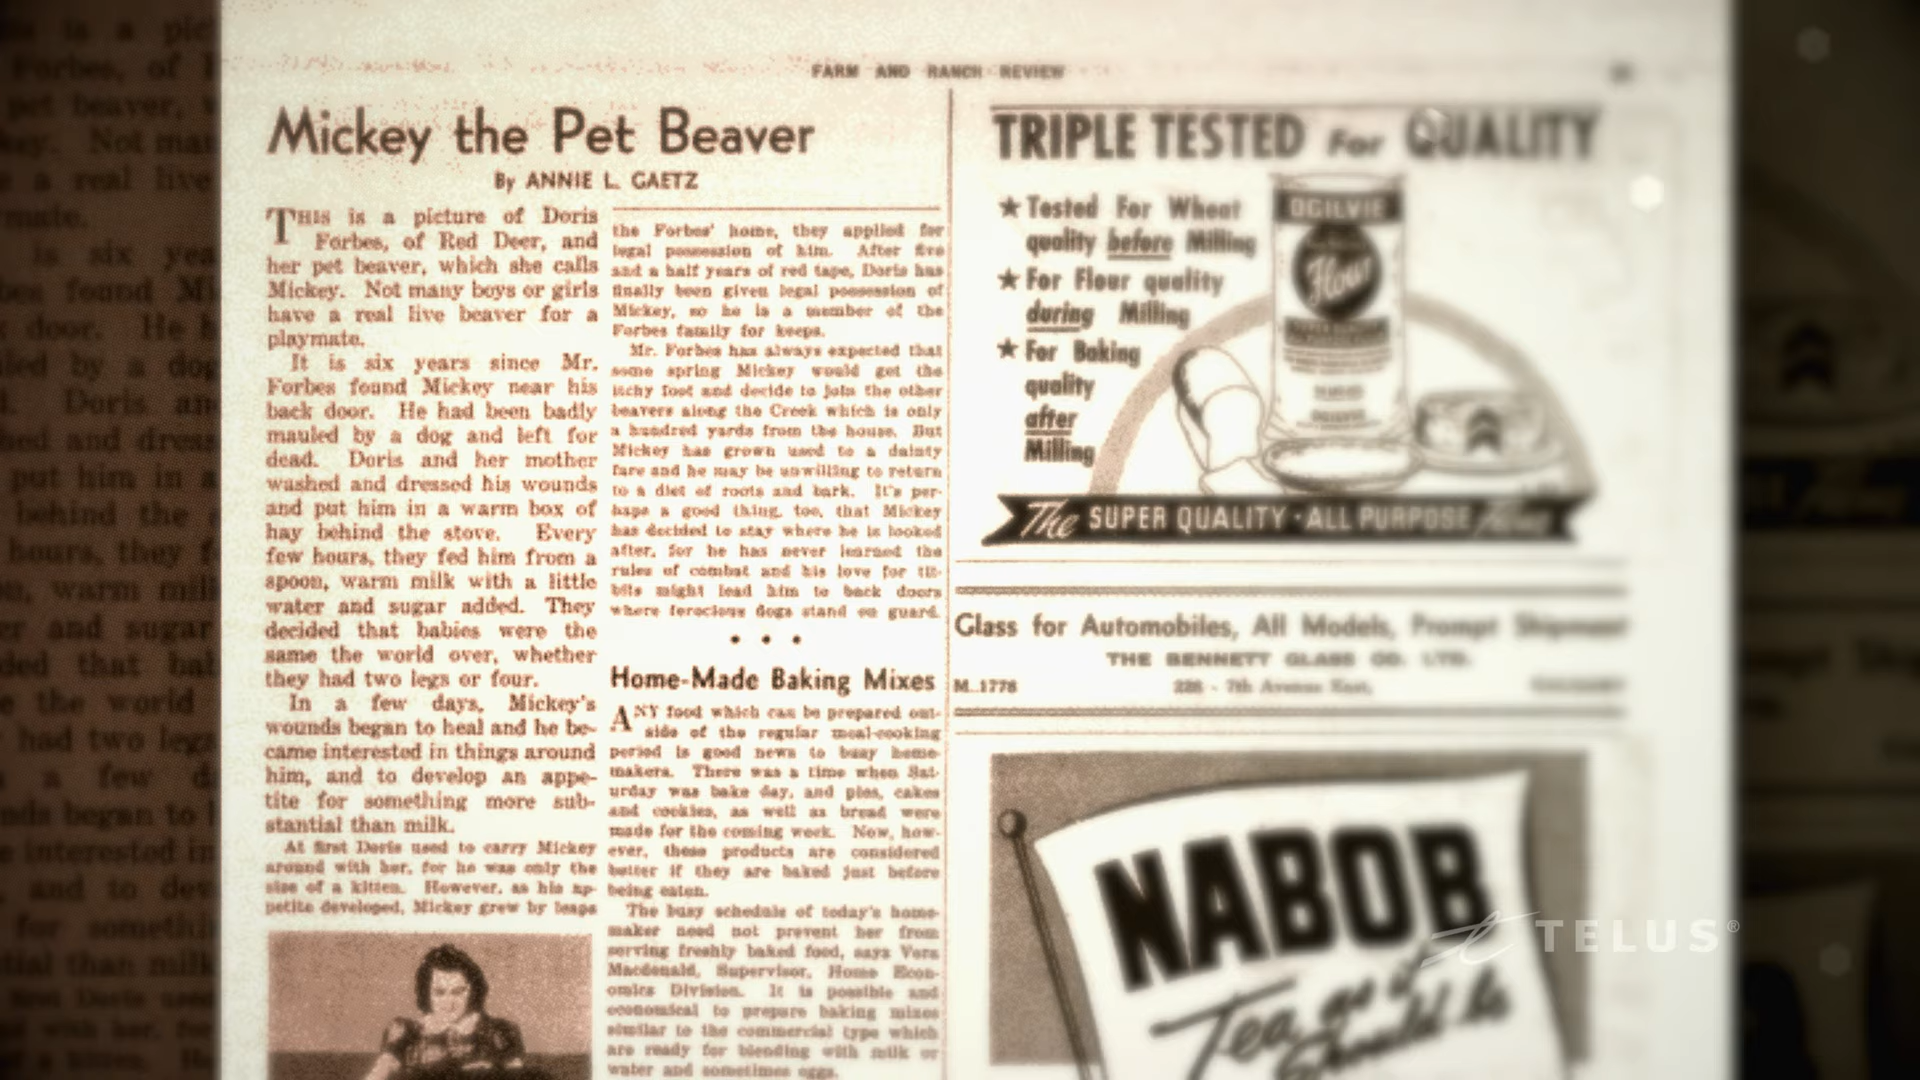 FARM AND RANCH REVIEW
Mickey the Pet Beaver
By ANNIE L. GAETZ
THIS is a picture of Doris
Forbes, of Red Deer, and
her pet beaver, which she calls
Mickey. Not many boys or girls
have a real live beaver for a
playmate.
It is six years since Mr.
Forbes found Mickey near his
back door. He had been badly
mauled by a dog and left for
dead. Doris and her mother
washed and dressed his wounds
and put him in a warm box of
hay behind the stove. Every
few hours, they fed him from a
spoon, warm milk with a little
water and sugar added. They
decided that babies were the
same the world over, whether
they had two legs or four.
In a few days, Mickey's
wounds began to heal and he be-
came interested in things around
him, and to develop an appe-
tite for something more sub-
stantial than milk.
At first Doris used to carry Mickey
around with her, for he was only the
size of a kitten. However, as his ap-
petite developed, Mickey grew by leaps
the Forbes' home, they applied for
legal possession of him. After five
and a half years of red tape, Doris has
finally been given legal possession of
Mickey, so he is a member of the
Forbes family for keeps.
Mr. Forbes has always expected that
some spring Mickey would get the
itchy foot and decide to join the other
beavers along the Creek which is only
a hundred yards from the house. But
Mickey has grown used to a dainty
fare and he may be unwilling to return
to a diet of roots and bark. It's per-
haps a good thing, too, that Mickey
has decided to stay where he is looked
after, for he has never learned the
rules of combat and his love for tit-
bits might lead him to back doors
where ferocious dogs stand on guard.
Home-Made Baking Mixes
ANY food which can be prepared out-
side of the regular meal-cooking
period is good news to busy home-
makers. There was a time when Sat-
urday was bake day, and pies, cakes
and cookies, as well as bread were
made for the coming week. Now, how-
ever, these products are considered
better if they are baked just before
being eaten.
The busy schedule of today's home-
maker need not prevent her from
serving freshly baked food, says Vera
Macdonald, Supervisor, Home Econ-
omics Division. It is possible and
economical to prepare baking mixes
similar to the commercial type which
are ready for blending with milk or
water and sometimes eggs.
TRIPLE TESTED For QUALITY
★ Tested For Wheat
quality before Milling
★ For Flour quality
during Milling
★ For Baking
quality
after
Milling
OGILVIE
Flour
The SUPER QUALITY · ALL PURPOSE Flour
Glass for Automobiles, All Models, Prompt Shipment
THE BENNETT GLASS CO. LTD.
M. 1778
226 - 7th Avenue East,
NABOB
Tea as it
Should be
TELUS®